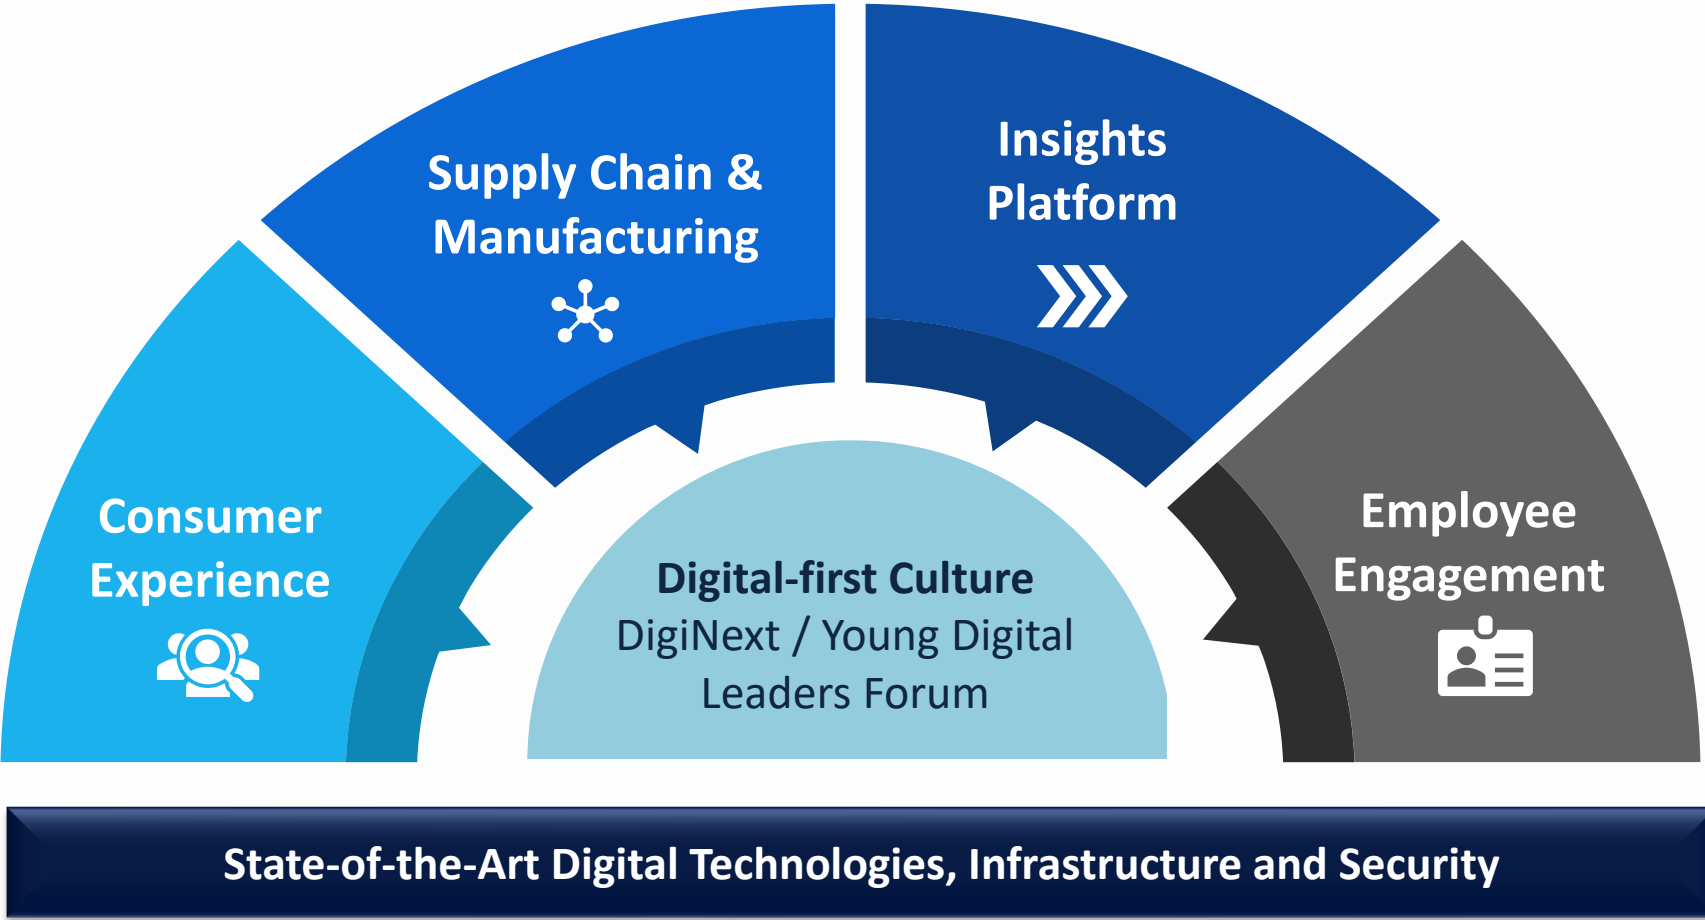 Supply Chain &
Manufacturing
Insights
Platform
Consumer
Experience
Employee
Engagement
Digital-first Culture
DigiNext / Young Digital
Leaders Forum
State-of-the-Art Digital Technologies, Infrastructure and Security